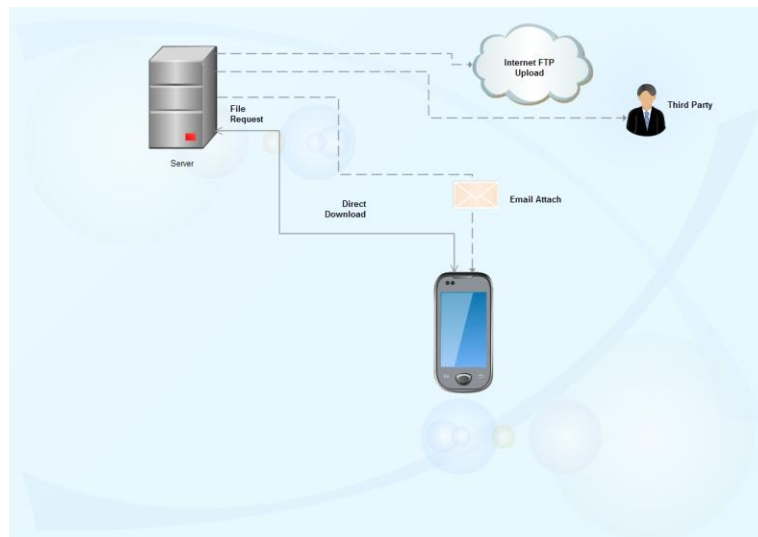 Internet FTP
Upload
Third Party
File
Request
Server
Direct
Download
Email Attach